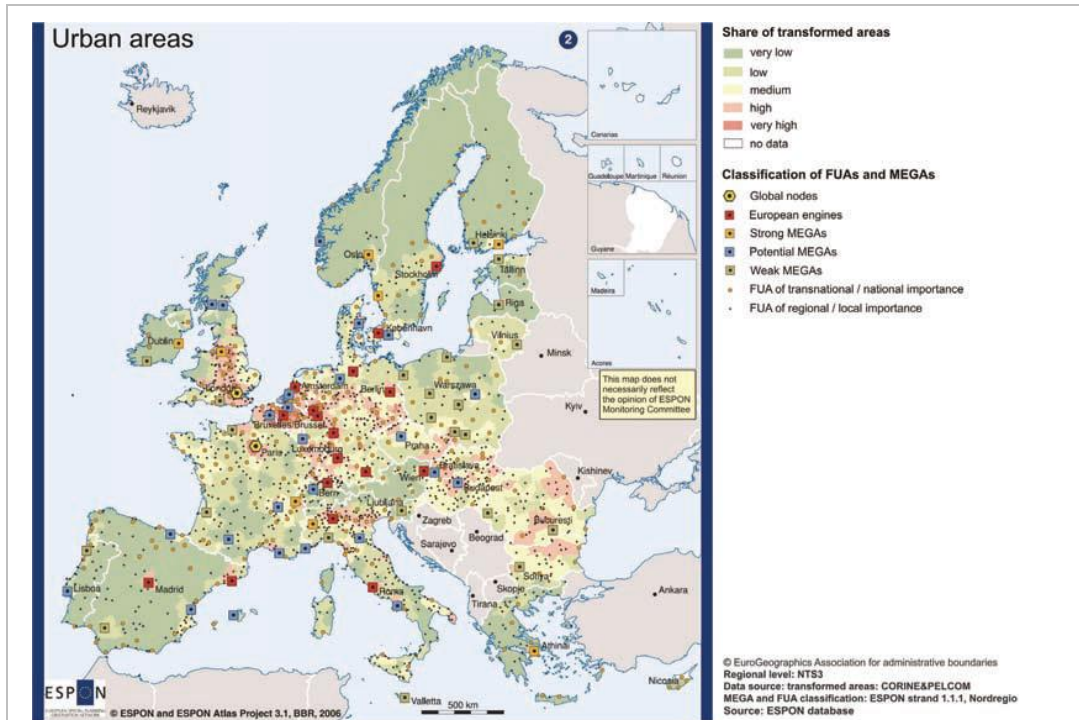 Urban areas
2
Reykjavik
Canarias
Guadeloupe
Martinique
Réunion
Guyane
Madeira
Acores
This map does not
necessarily reflect
the opinion of ESPON
Monitoring Committee
Helsinki
Oslo
Stockholm
Tallinn
Riga
Dublin
København
Vilnius
Minsk
London
Amsterdam
Berlin
Warszawa
Kyiv
Bruxelles/Brussel
Paris
Luxembourg
Praha
Kishinev
Wien
Bratislava
Bern
Budapest
Ljubljana
Zagreb
Bucuresti
Beograd
Sarajevo
Sofiya
Skopje
Tirana
Lisboa
Madrid
Roma
Ankara
Athinai
Valletta
Nicosia
500 km
ESPON
© ESPON and ESPON Atlas Project 3.1, BBR, 2006
Share of transformed areas
very low
low
medium
high
very high
no data
Classification of FUAs and MEGAs
Global nodes
European engines
Strong MEGAs
Potential MEGAs
Weak MEGAs
FUA of transnational / national importance
FUA of regional / local importance
© EuroGeographics Association for administrative boundaries
Regional level: NTS3
Data source: transformed areas: CORINE&PELCOM
MEGA and FUA classification: ESPON strand 1.1.1, Nordregio
Source: ESPON database